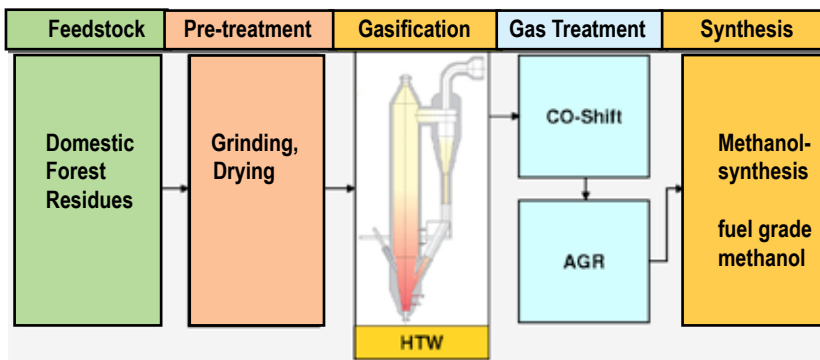 Feedstock
Pre-treatment
Gasification
Gas Treatment
Synthesis
Domestic
Forest
Residues
Grinding,
Drying
HTW
CO-Shift
AGR
Methanol-
synthesis
fuel grade
methanol